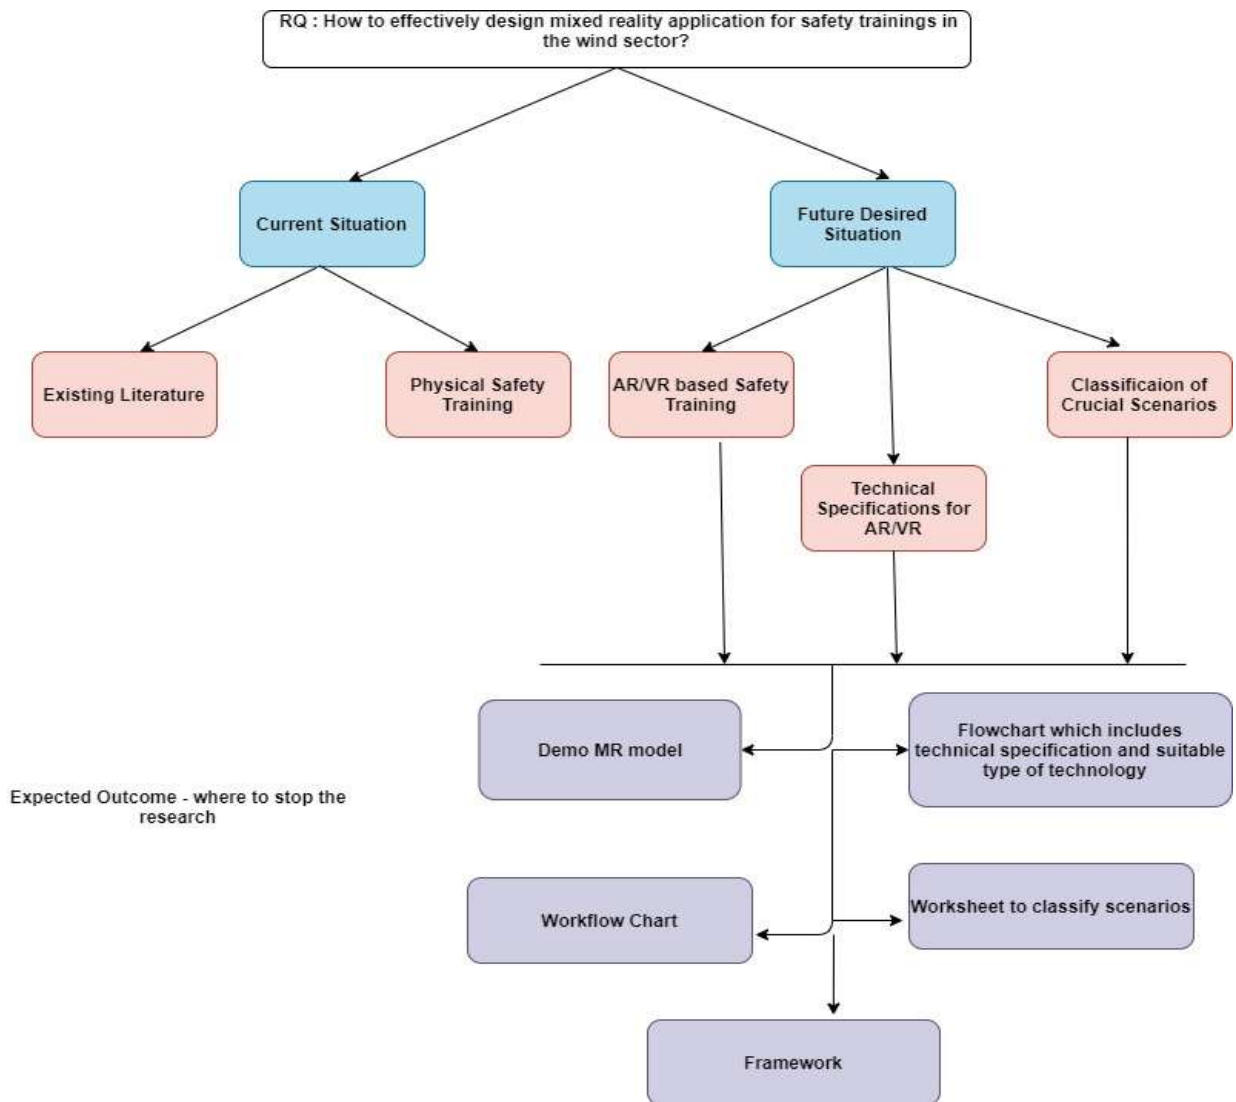 RQ : How to effectively design mixed reality application for safety trainings in
the wind sector?
Current Situation
Future Desired
Situation
Existing Literature
Physical Safety
Training
AR/VR based Safety
Training
Classificaion of
Crucial Scenarios
Technical
Specifications for
AR/VR
Demo MR model
Flowchart which includes
technical specification and suitable
type of technology
Expected Outcome - where to stop the
research
Workflow Chart
Worksheet to classify scenarios
Framework